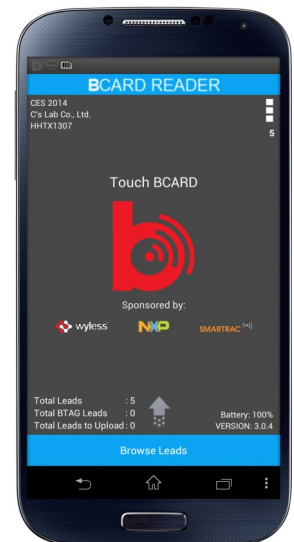 BCARD READER
CES 2014
C's Lab Co., Ltd.
HHTX1307
5
Touch BCARD
b
Sponsored by:
wyless NXP SMARTRAC
Total Leads : 5
Total BTAG Leads : 0
Total Leads to Upload : 0
Battery: 100%
VERSION: 3.0.4
Browse Leads